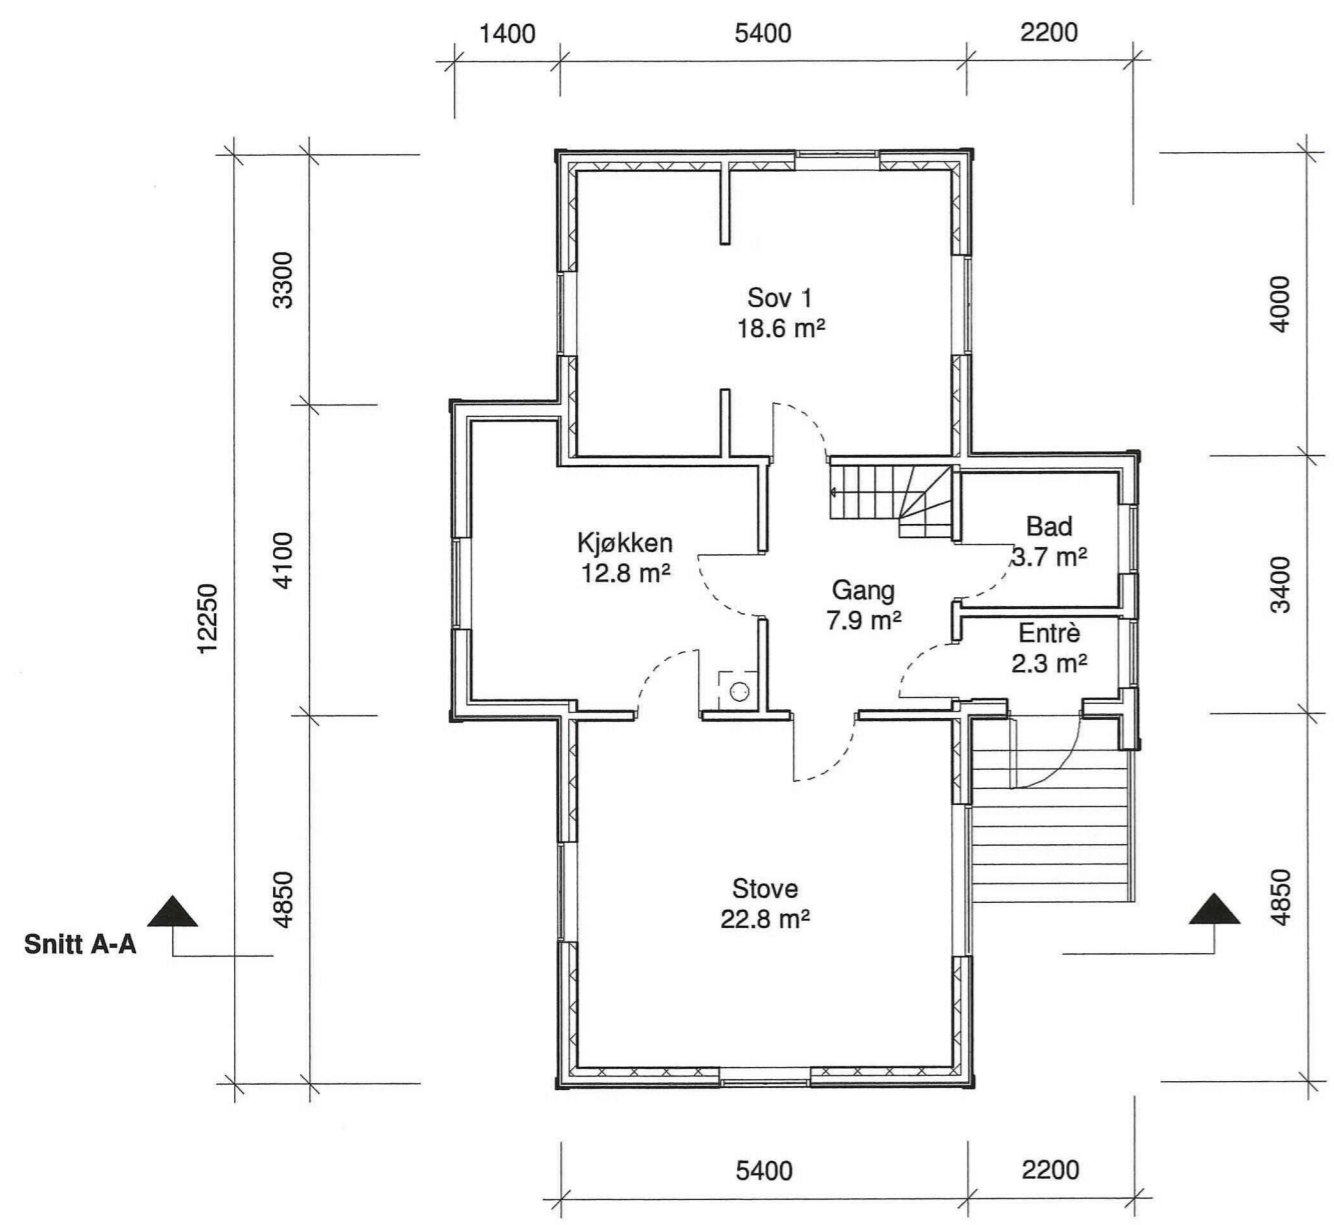 1400
5400
2200
3300
4000
Sov 1
18.6 m²
4100
12250
Kjøkken
12.8 m²
Bad
3.7 m²
Gang
7.9 m²
3400
Entrè
2.3 m²
4850
Stove
22.8 m²
4850
Snitt A-A
5400
2200